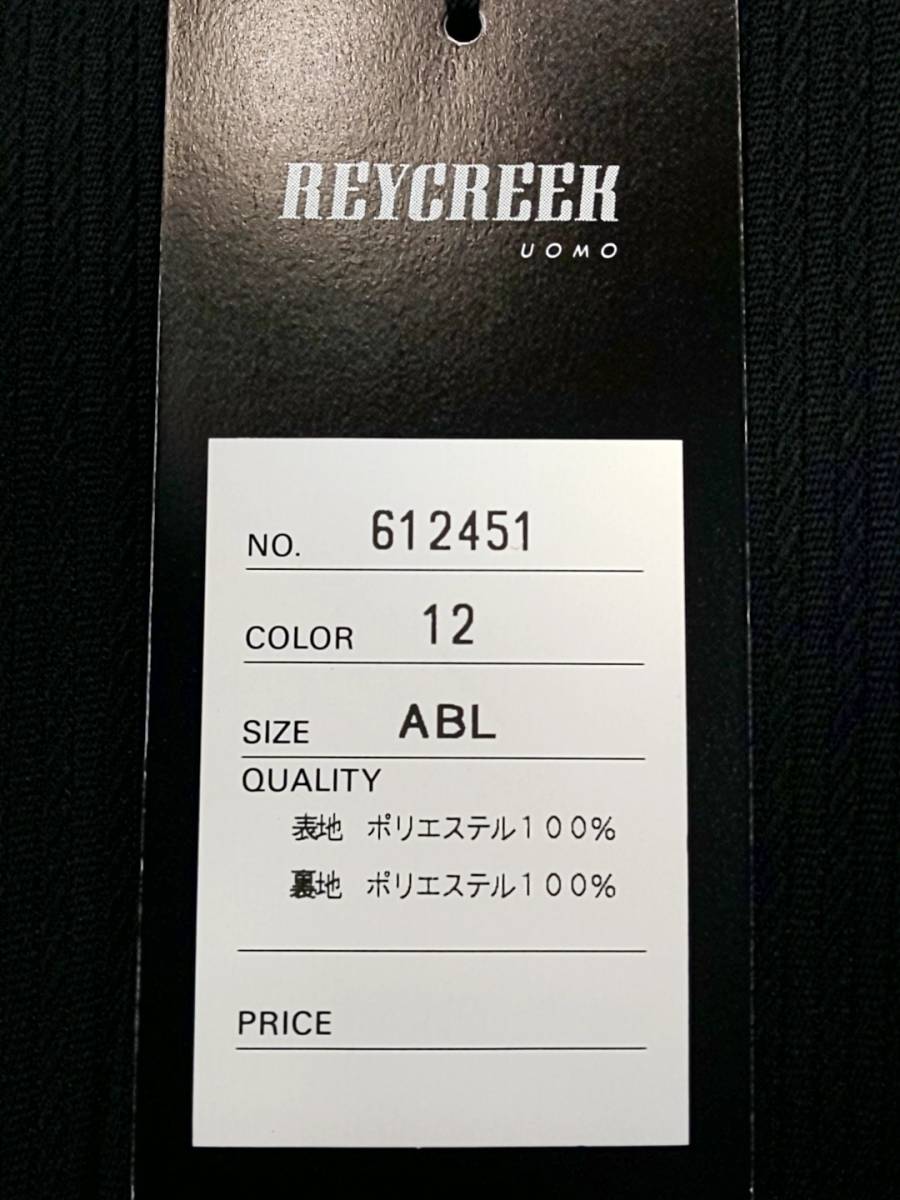 REYCREEK
UOMO
NO. 612451
COLOR 12
SIZE ABL
QUALITY
表地 ポリエステル100%
裏地 ポリエステル100%
PRICE